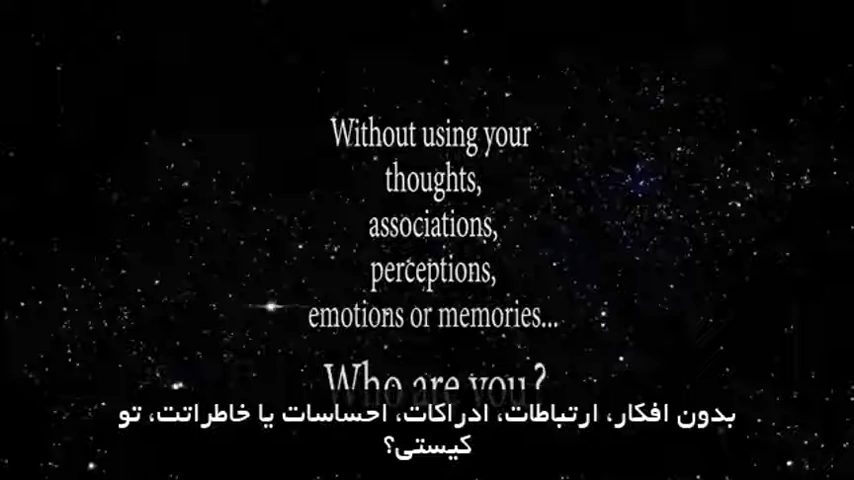 Without using your
thoughts,
associations,
perceptions,
emotions or memories...
Who are you?
بدون افکار، ارتباطات، ادراکات، احساسات یا خاطراتت، تو
کیستی؟